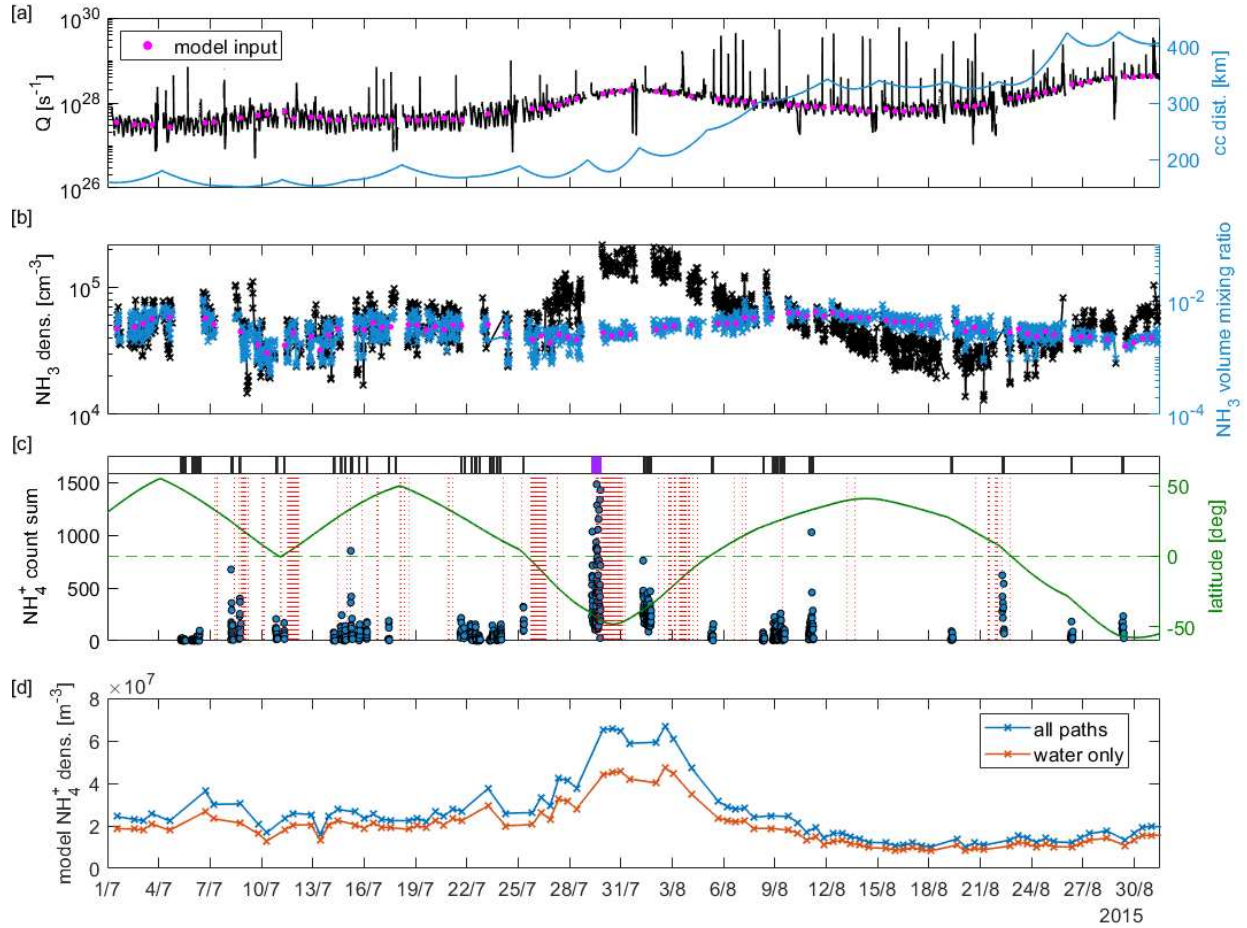 [a]
10^30
10^28
10^26
Q [s^-1]
model input
400
300
200
cc dist. [km]
[b]
10^5
10^4
NH_3 dens. [cm^-3]
10^-2
10^-4
NH_3 volume mixing ratio
[c]
1500
1000
500
0
NH_4^+ count sum
50
0
-50
latitude [deg]
[d]
×10^7
8
6
4
2
0
model NH_4^+ dens. [m^-3]
all paths
water only
1/7 4/7 7/7 10/7 13/7 16/7 19/7 22/7 25/7 28/7 31/7 3/8 6/8 9/8 12/8 15/8 18/8 21/8 24/8 27/8 30/8
2015